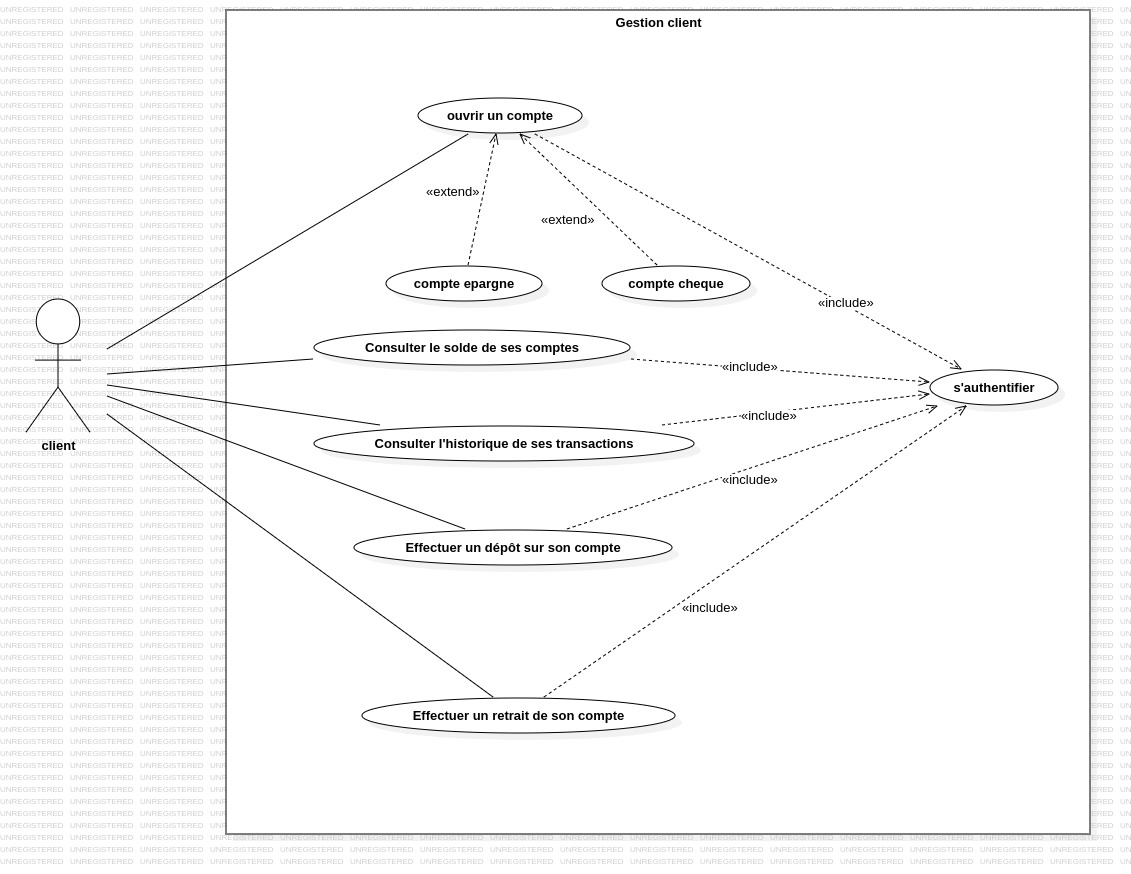 Gestion client
ouvrir un compte
«extend»
«extend»
compte epargne
compte cheque
«include»
Consulter le solde de ses comptes
«include»
s'authentifier
«include»
client
Consulter l'historique de ses transactions
«include»
Effectuer un dépôt sur son compte
«include»
Effectuer un retrait de son compte
UNREGISTERED